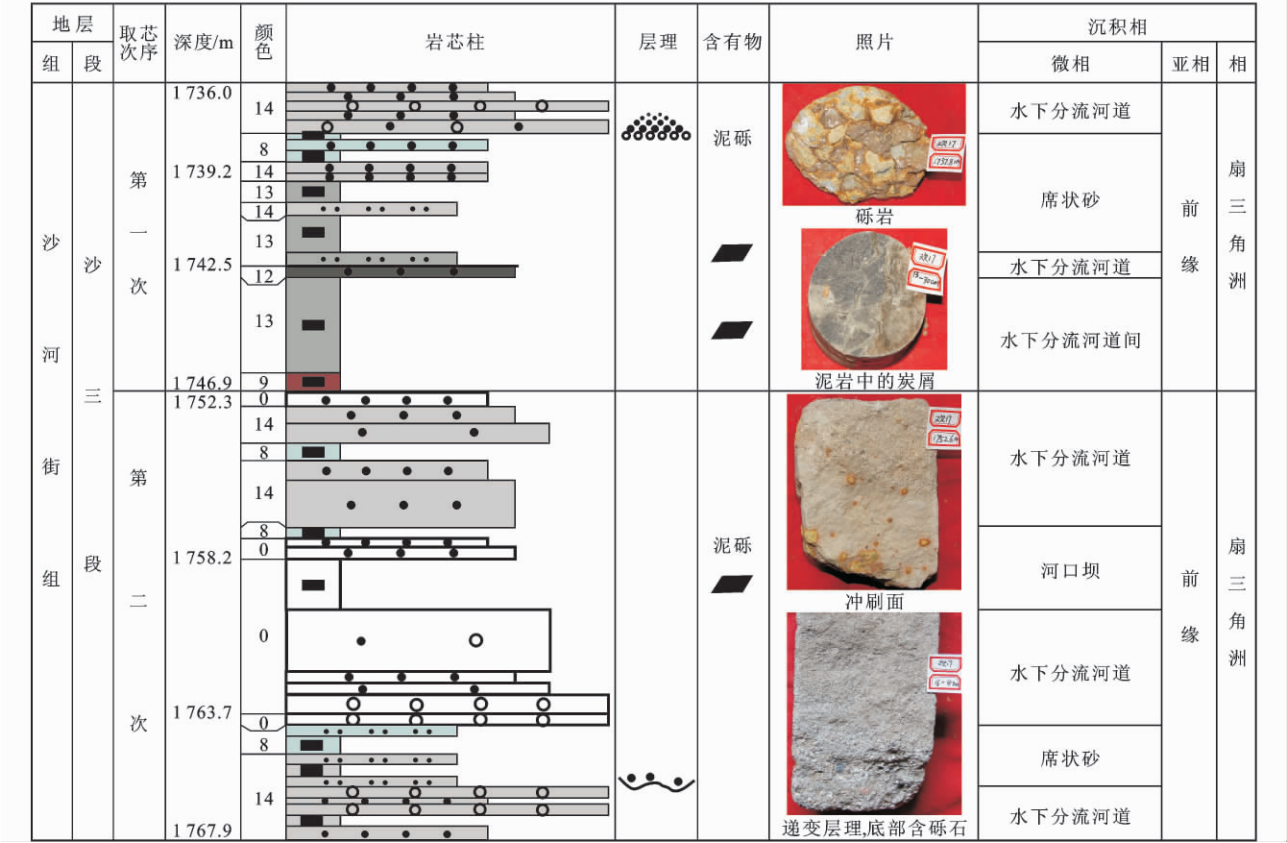 地层
取芯次序
深度/m
颜色
岩芯柱
层理
含有物
照片
沉积相
组
段
微相
亚相
相
沙河街组
沙三段
第一次
第二次
1 736.0
1 739.2
1 742.5
1 746.9
1 752.3
1 758.2
1 763.7
1 767.9
14
8
14
13
14
13
12
13
9
0
14
8
14
8
0
0
0
8
14
泥砾
泥砾
砾岩
泥岩中的炭屑
冲刷面
递变层理,底部含砾石
水下分流河道
席状砂
水下分流河道
水下分流河道间
水下分流河道
河口坝
水下分流河道
席状砂
水下分流河道
前缘
前缘
扇三角洲
扇三角洲